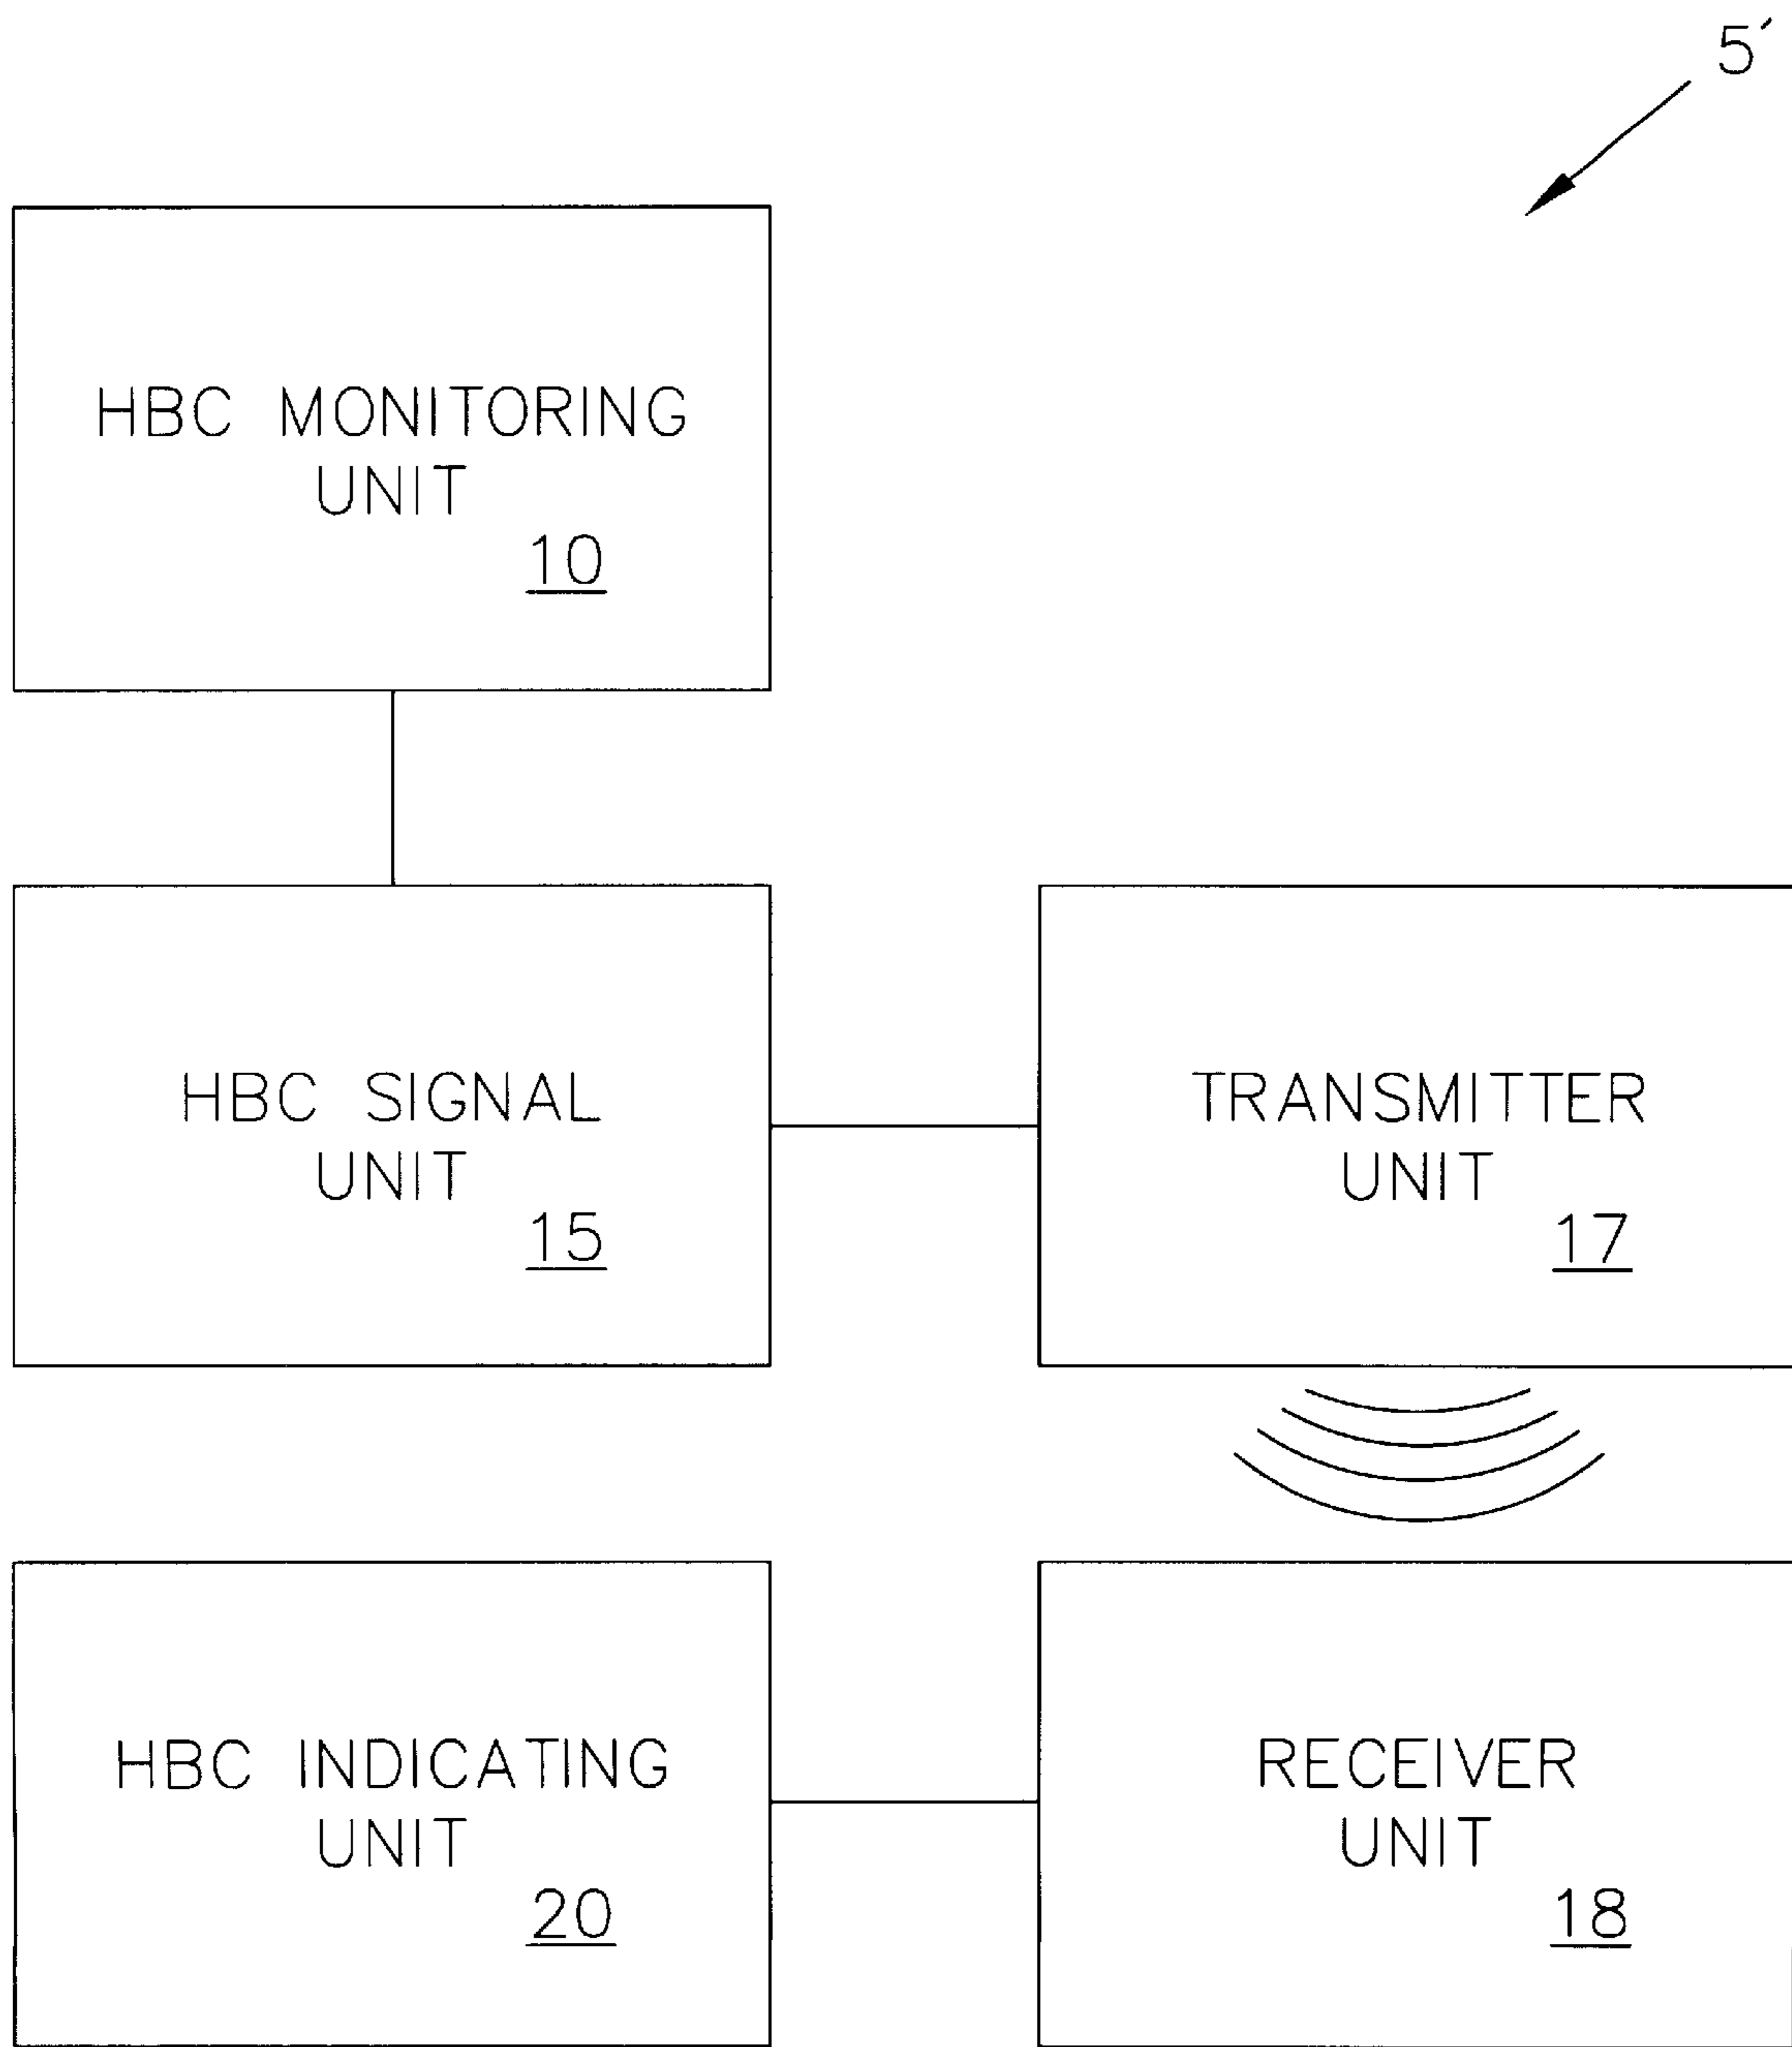 5´
HBC MONITORING
UNIT
10
HBC SIGNAL
UNIT
15
TRANSMITTER
UNIT
17
HBC INDICATING
UNIT
20
RECEIVER
UNIT
18